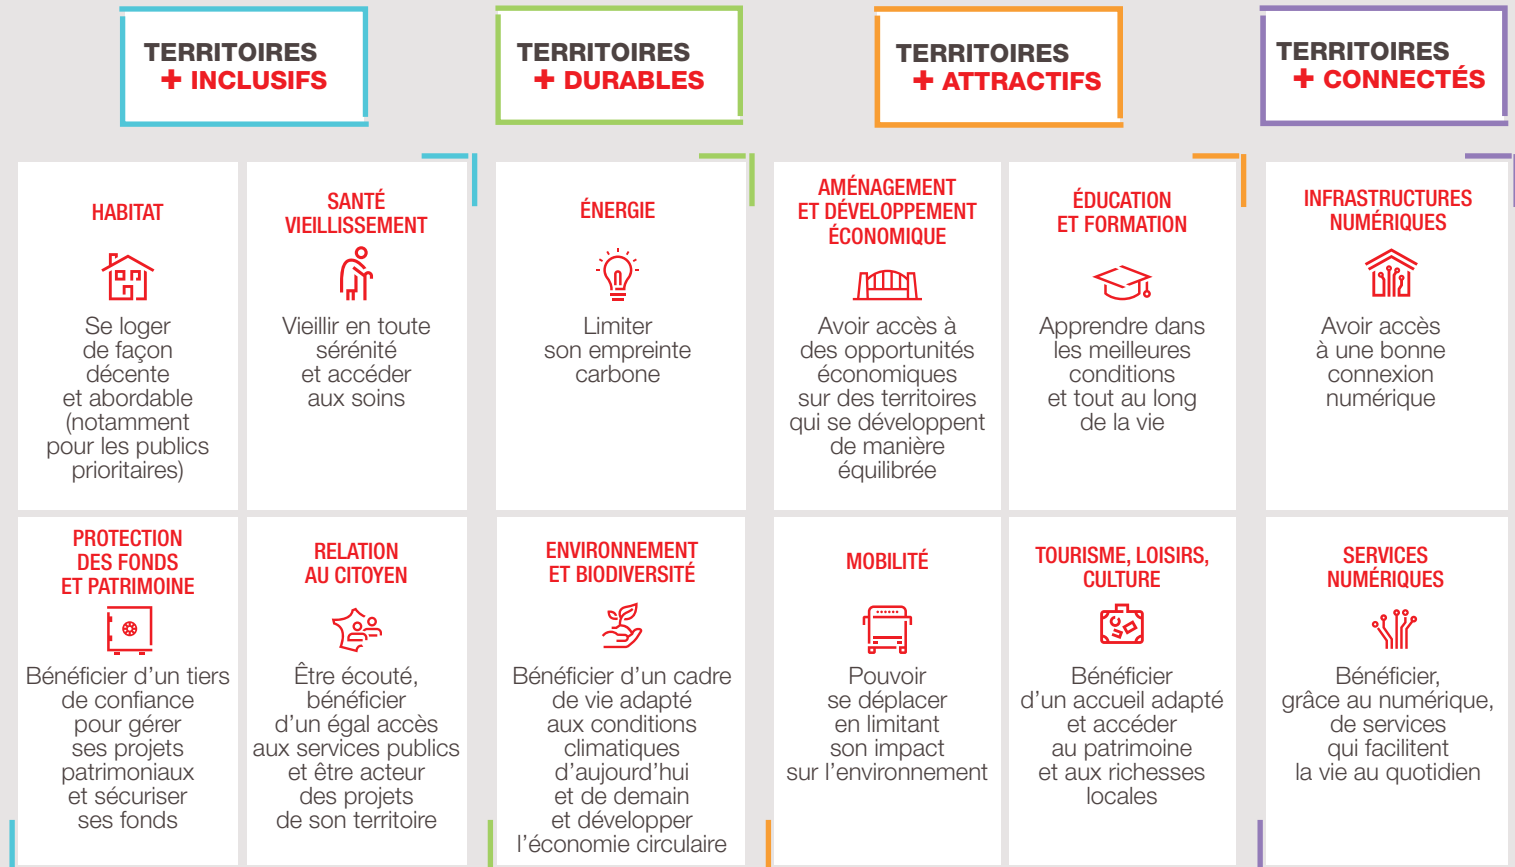 TERRITOIRES
+ INCLUSIFS
TERRITOIRES
+ DURABLES
TERRITOIRES
+ ATTRACTIFS
TERRITOIRES
+ CONNECTÉS
HABITAT
Se loger
de façon
décente
et abordable
(notamment
pour les publics
prioritaires)
SANTÉ
VIEILLISSEMENT
Vieillir en toute
sérénité
et accéder
aux soins
ÉNERGIE
Limiter
son empreinte
carbone
AMÉNAGEMENT
ET DÉVELOPPEMENT
ÉCONOMIQUE
Avoir accès à
des opportunités
économiques
sur des territoires
qui se développent
de manière
équilibrée
ÉDUCATION
ET FORMATION
Apprendre dans
les meilleures
conditions
et tout au long
de la vie
INFRASTRUCTURES
NUMÉRIQUES
Avoir accès
à une bonne
connexion
numérique
PROTECTION
DES FONDS
ET PATRIMOINE
Bénéficier d’un tiers
de confiance
pour gérer
ses projets
patrimoniaux
et sécuriser
ses fonds
RELATION
AU CITOYEN
Être écouté,
bénéficier
d’un égal accès
aux services publics
et être acteur
des projets
de son territoire
ENVIRONNEMENT
ET BIODIVERSITÉ
Bénéficier d’un cadre
de vie adapté
aux conditions
climatiques
d’aujourd’hui
et de demain
et développer
l’économie circulaire
MOBILITÉ
Pouvoir
se déplacer
en limitant
son impact
sur l’environnement
TOURISME, LOISIRS,
CULTURE
Bénéficier
d’un accueil adapté
et accéder
au patrimoine
et aux richesses
locales
SERVICES
NUMÉRIQUES
Bénéficier,
grâce au numérique,
de services
qui facilitent
la vie au quotidien